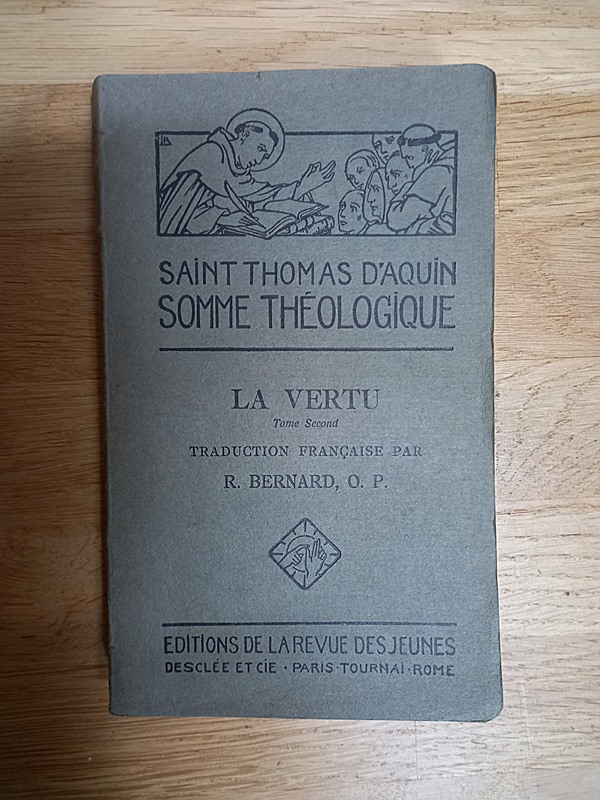 SAINT THOMAS D'AQUIN
SOMME THÉOLOGIQUE
LA VERTU
Tome Second
TRADUCTION FRANÇAISE PAR
R. BERNARD, O. P.
EDITIONS DE LA REVUE DES JEUNES
DESCLÉE ET CIE · PARIS · TOURNAI · ROME